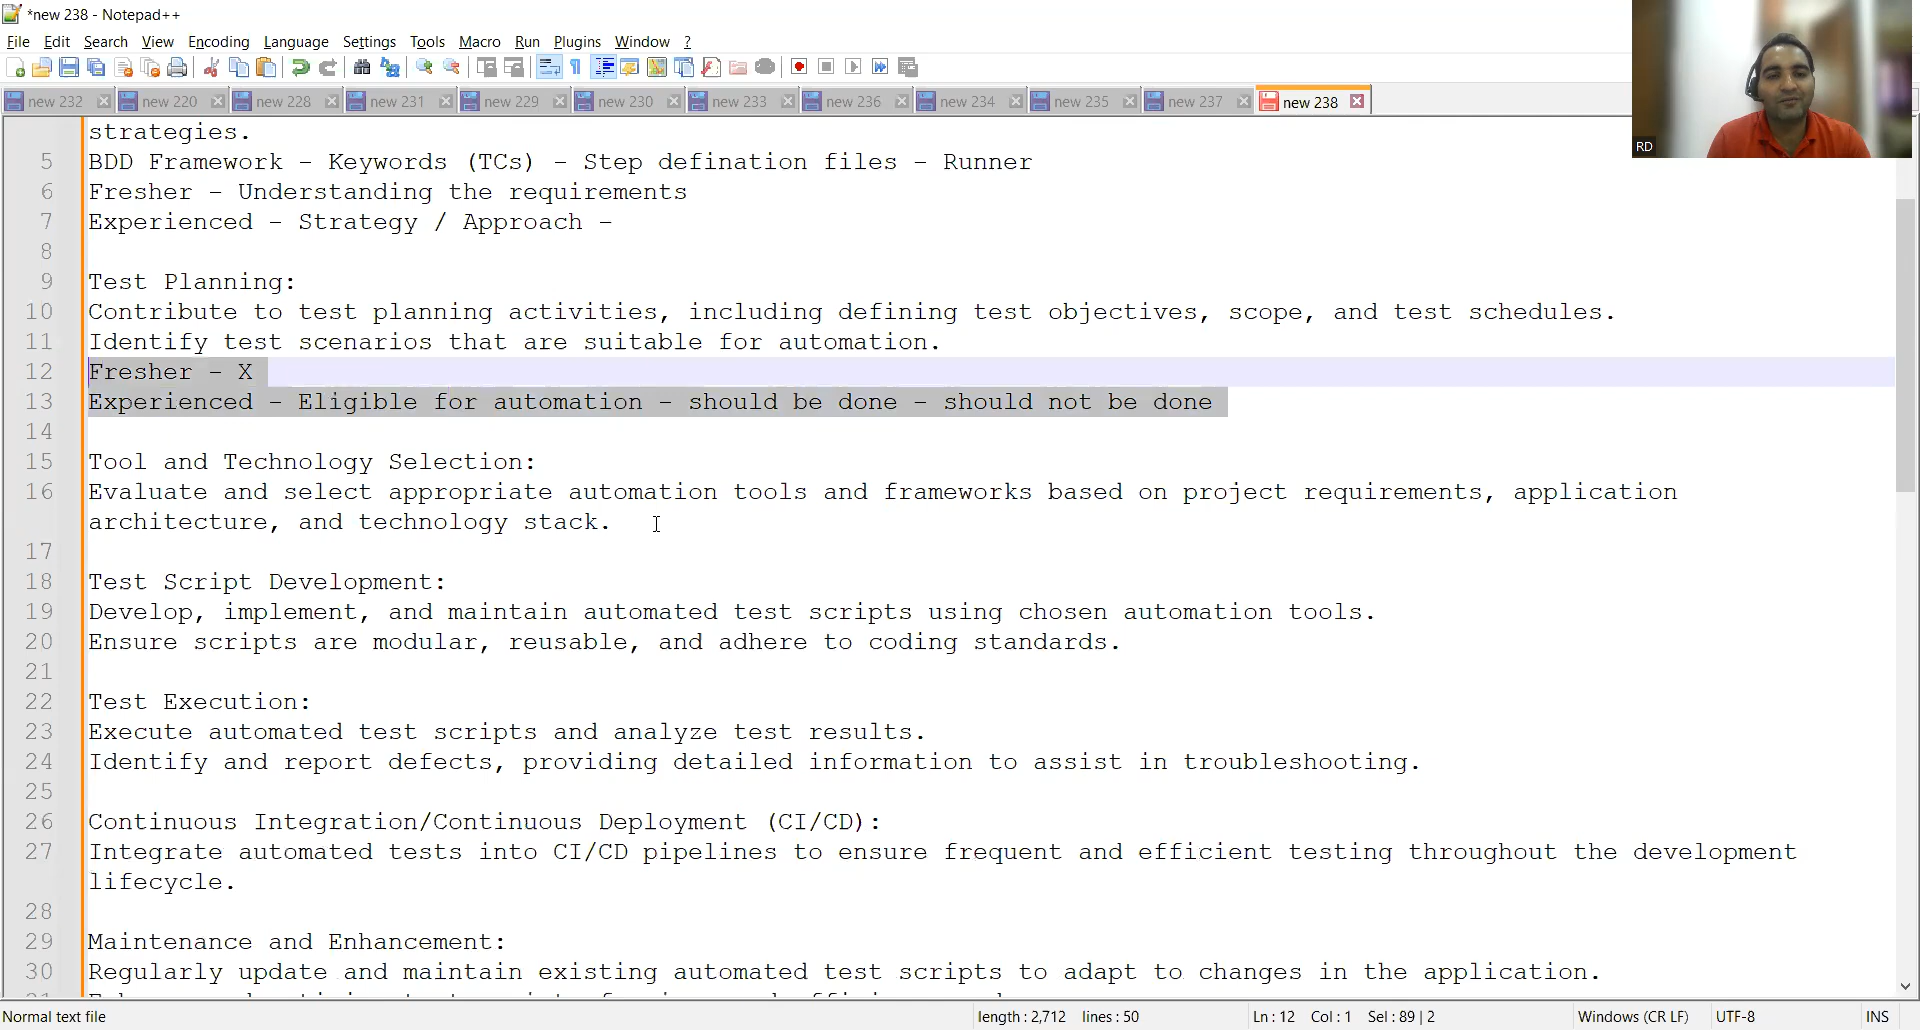 *new 238 - Notepad++
File Edit Search View Encoding Language Settings Tools Macro Run Plugins Window ?
new 232 new 220 new 228 new 231 new 229 new 230 new 233 new 236 new 234 new 235 new 237 new 238
RD
strategies.
5 BDD Framework - Keywords (TCs) - Step defination files - Runner
6 Fresher - Understanding the requirements
7 Experienced - Strategy / Approach -
8
9 Test Planning:
10 Contribute to test planning activities, including defining test objectives, scope, and test schedules.
11 Identify test scenarios that are suitable for automation.
12 Fresher - X
13 Experienced - Eligible for automation - should be done - should not be done
14
15 Tool and Technology Selection:
16 Evaluate and select appropriate automation tools and frameworks based on project requirements, application
architecture, and technology stack.
17
18 Test Script Development:
19 Develop, implement, and maintain automated test scripts using chosen automation tools.
20 Ensure scripts are modular, reusable, and adhere to coding standards.
21
22 Test Execution:
23 Execute automated test scripts and analyze test results.
24 Identify and report defects, providing detailed information to assist in troubleshooting.
25
26 Continuous Integration/Continuous Deployment (CI/CD):
27 Integrate automated tests into CI/CD pipelines to ensure frequent and efficient testing throughout the development
lifecycle.
28
29 Maintenance and Enhancement:
30 Regularly update and maintain existing automated test scripts to adapt to changes in the application.
Normal text file length : 2,712 lines : 50 Ln : 12 Col : 1 Sel : 89 | 2 Windows (CR LF) UTF-8 INS